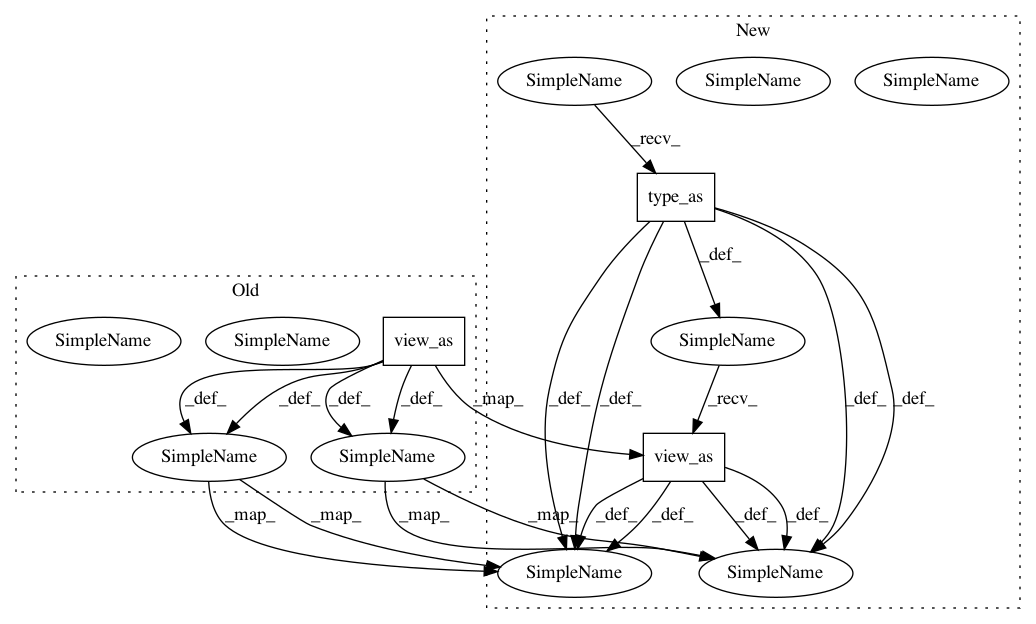 New
SimpleName SimpleName SimpleName
_recv_
type_as
_def_
Old
SimpleName SimpleName view_as SimpleName
_def_ _def_ _def_ _def_ _map_ _def_ _def_ _recv_ _def_ _def_
SimpleName SimpleName view_as
_map_ _map_ _map_ _map_ _def_ _def_ _def_ _def_
SimpleName SimpleName